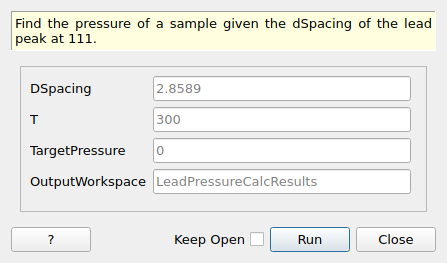 Find the pressure of a sample given the dSpacing of the lead
peak at 111.
DSpacing 2.8589
T 300
TargetPressure 0
OutputWorkspace LeadPressureCalcResults
? Keep Open Run Close